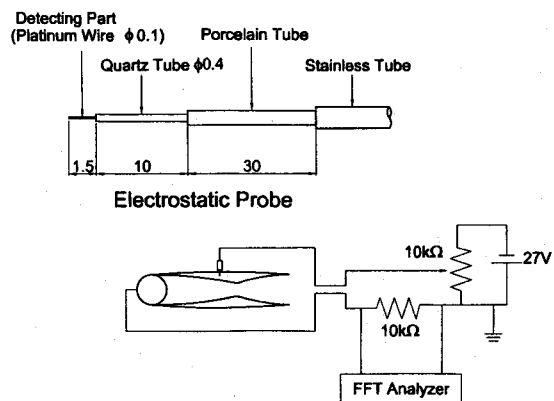 Detecting Part
(Platinum Wire ϕ0.1)
Porcelain Tube
Quartz Tube ϕ0.4
Stainless Tube
1.5
10
30
Electrostatic Probe
10kΩ
27V
10kΩ
FFT Analyzer